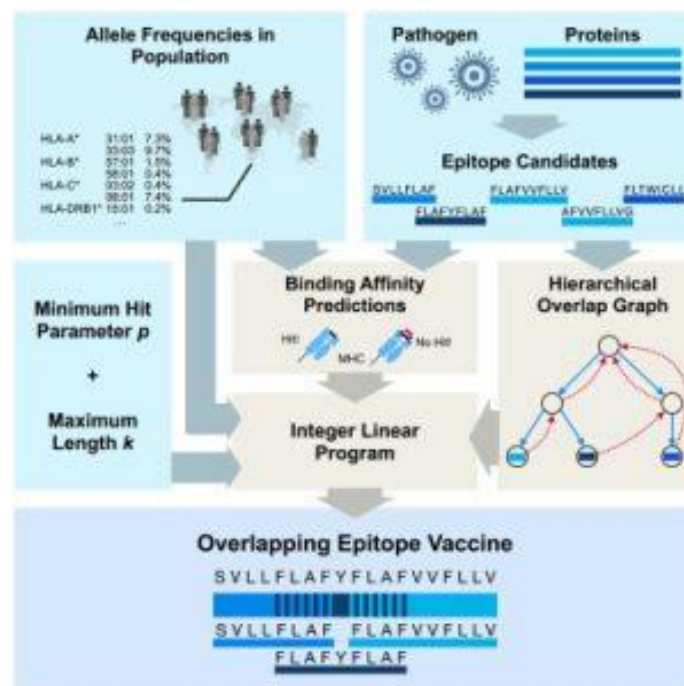 Allele Frequencies in
Population
HLA-A* 31:01 7.3%
33:03 9.7%
HLA-B* 57:01 1.5%
58:01 0.4%
HLA-C* 03:02 0.4%
08:01 7.4%
HLA-DRB1* 15:01 0.2%
...
Pathogen
Proteins
Epitope Candidates
SVLLFLAF
FLAFVVFLLV
FLTWICLL
FLAFYFLAF
AFVVFLLVG
Minimum Hit
Parameter p
+
Maximum
Length k
Binding Affinity
Predictions
Hit!
MHC
No Hit!
Hierarchical
Overlap Graph
Integer Linear
Program
Overlapping Epitope Vaccine
SVLLFLAFYFLAFVVFLLV
SVLLFLAF FLAFVVFLLV
FLAFYFLAF